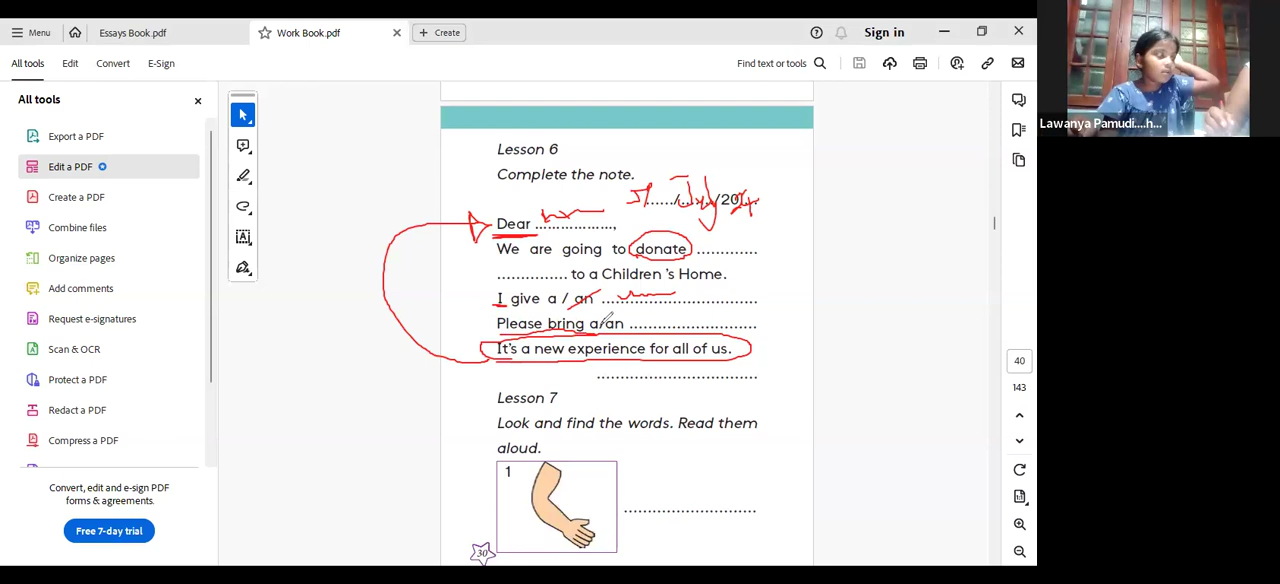 Menu
Essays Book.pdf
Work Book.pdf
Create
Sign in
All tools
Edit
Convert
E-Sign
Find text or tools
All tools
Export a PDF
Edit a PDF
Create a PDF
Combine files
Organize pages
Add comments
Request e-signatures
Scan & OCR
Protect a PDF
Redact a PDF
Compress a PDF
Convert, edit and e-sign PDF
forms & agreements.
Free 7-day trial
Lesson 6
Complete the note.
....../ July /20
Dear ..................,
We are going to donate ..............
................ to a Children 's Home.
I give a / an ....................................
Please bring a/an .............................
It's a new experience for all of us.
.....................................
Lesson 7
Look and find the words. Read them
aloud.
1
..............................
30
40
143
Lawanya Pamudi....h...